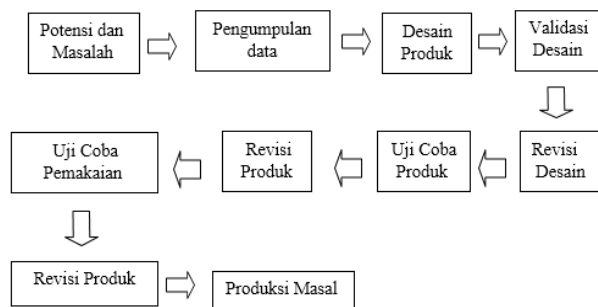 Potensi dan
Masalah
Pengumpulan
data
Desain
Produk
Validasi
Desain
Revisi
Desain
Uji Coba
Produk
Revisi
Produk
Uji Coba
Pemakaian
Revisi Produk
Produksi Masal